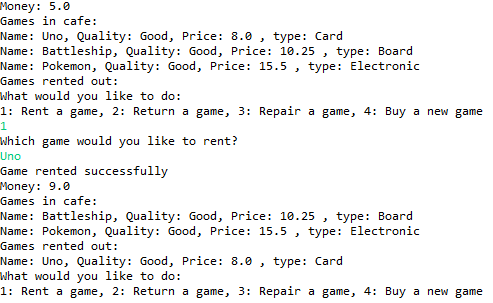 Money: 5.0
Games in cafe:
Name: Uno, Quality: Good, Price: 8.0 , type: Card
Name: Battleship, Quality: Good, Price: 10.25 , type: Board
Name: Pokemon, Quality: Good, Price: 15.5 , type: Electronic
Games rented out:
What would you like to do:
1: Rent a game, 2: Return a game, 3: Repair a game, 4: Buy a new game
1
Which game would you like to rent?
Uno
Game rented successfully
Money: 9.0
Games in cafe:
Name: Battleship, Quality: Good, Price: 10.25 , type: Board
Name: Pokemon, Quality: Good, Price: 15.5 , type: Electronic
Games rented out:
Name: Uno, Quality: Good, Price: 8.0 , type: Card
What would you like to do:
1: Rent a game, 2: Return a game, 3: Repair a game, 4: Buy a new game